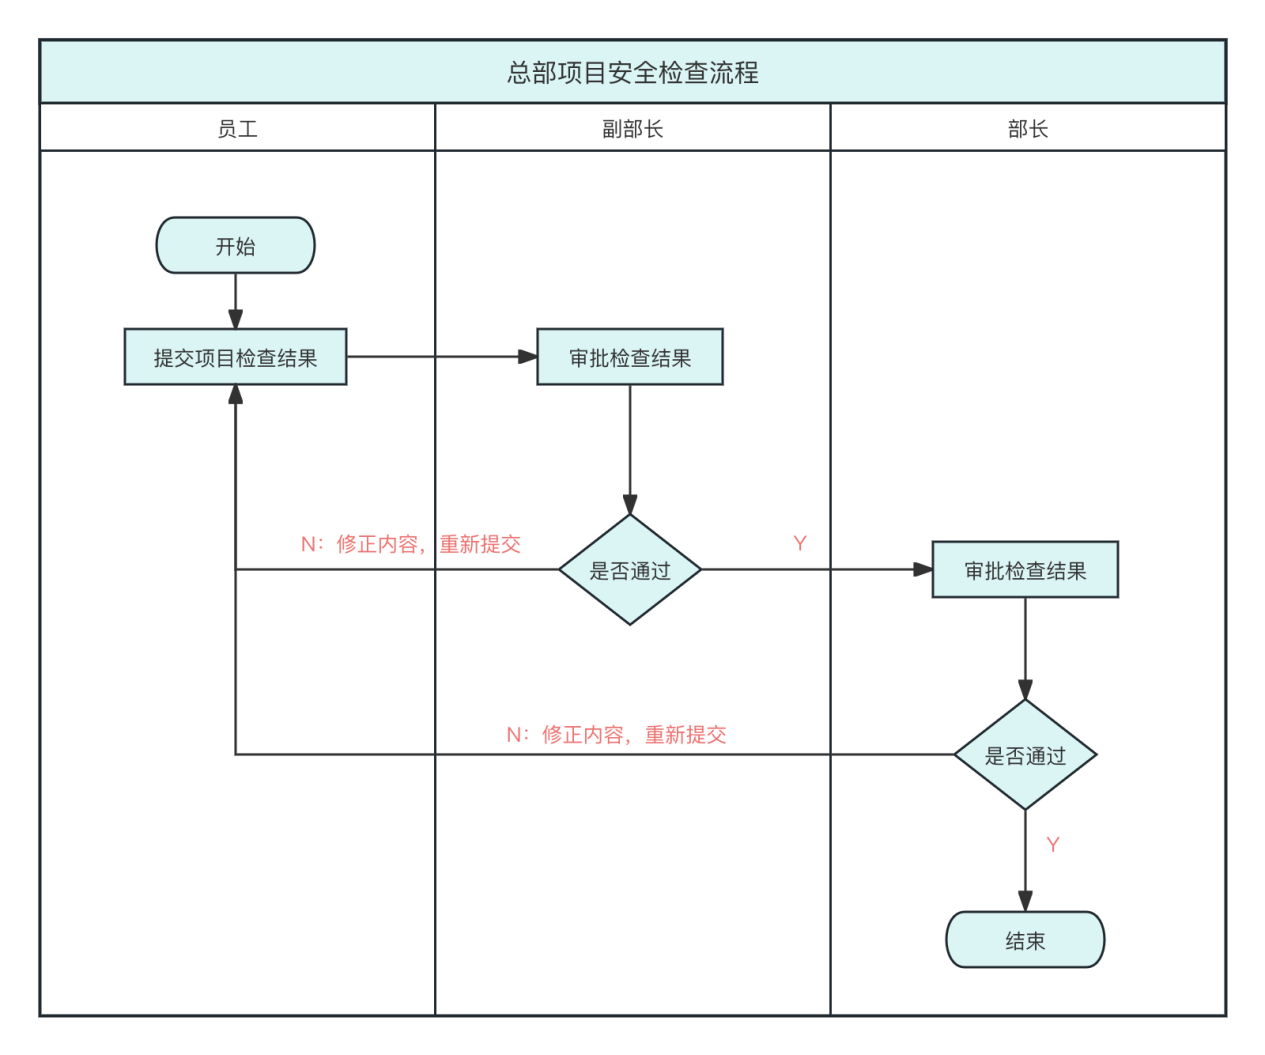 总部项目安全检查流程
员工
副部长
部长
开始
提交项目检查结果
审批检查结果
N：修正内容，重新提交
是否通过
Y
审批检查结果
N：修正内容，重新提交
是否通过
Y
结束